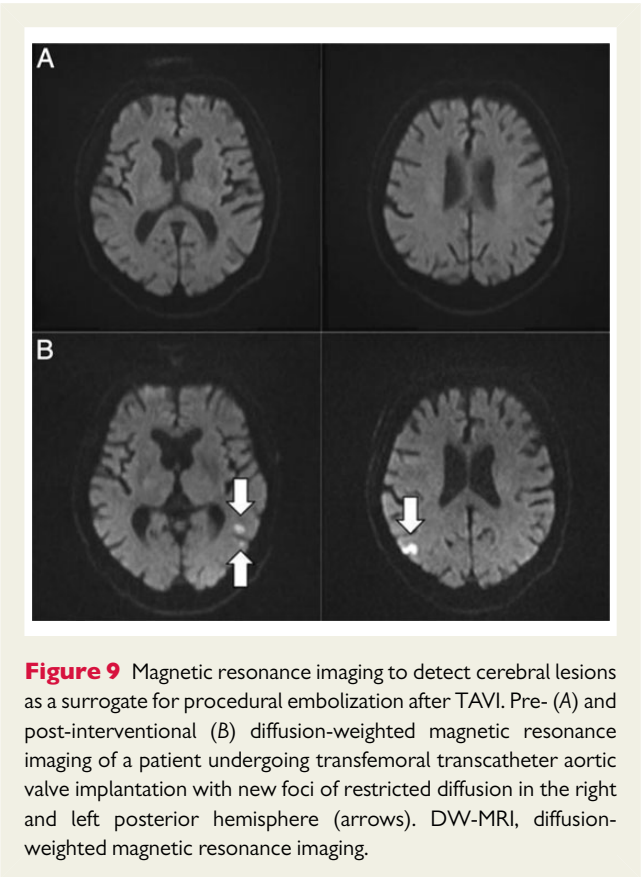 A
B
Figure 9 Magnetic resonance imaging to detect cerebral lesions
as a surrogate for procedural embolization after TAVI. Pre- (A) and
post-interventional (B) diffusion-weighted magnetic resonance
imaging of a patient undergoing transfemoral transcatheter aortic
valve implantation with new foci of restricted diffusion in the right
and left posterior hemisphere (arrows). DW-MRI, diffusion-
weighted magnetic resonance imaging.